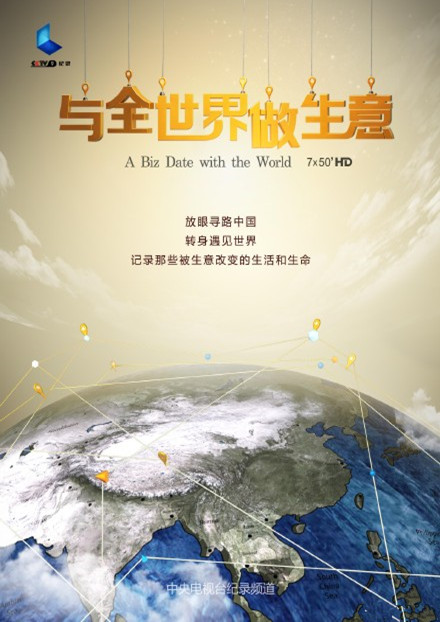 CCTV 9 纪录
与全世界做生意
A Biz Date with the World 7×50' HD
放眼寻路中国
转身遇见世界
记录那些被生意改变的生活和生命
中央电视台纪录频道